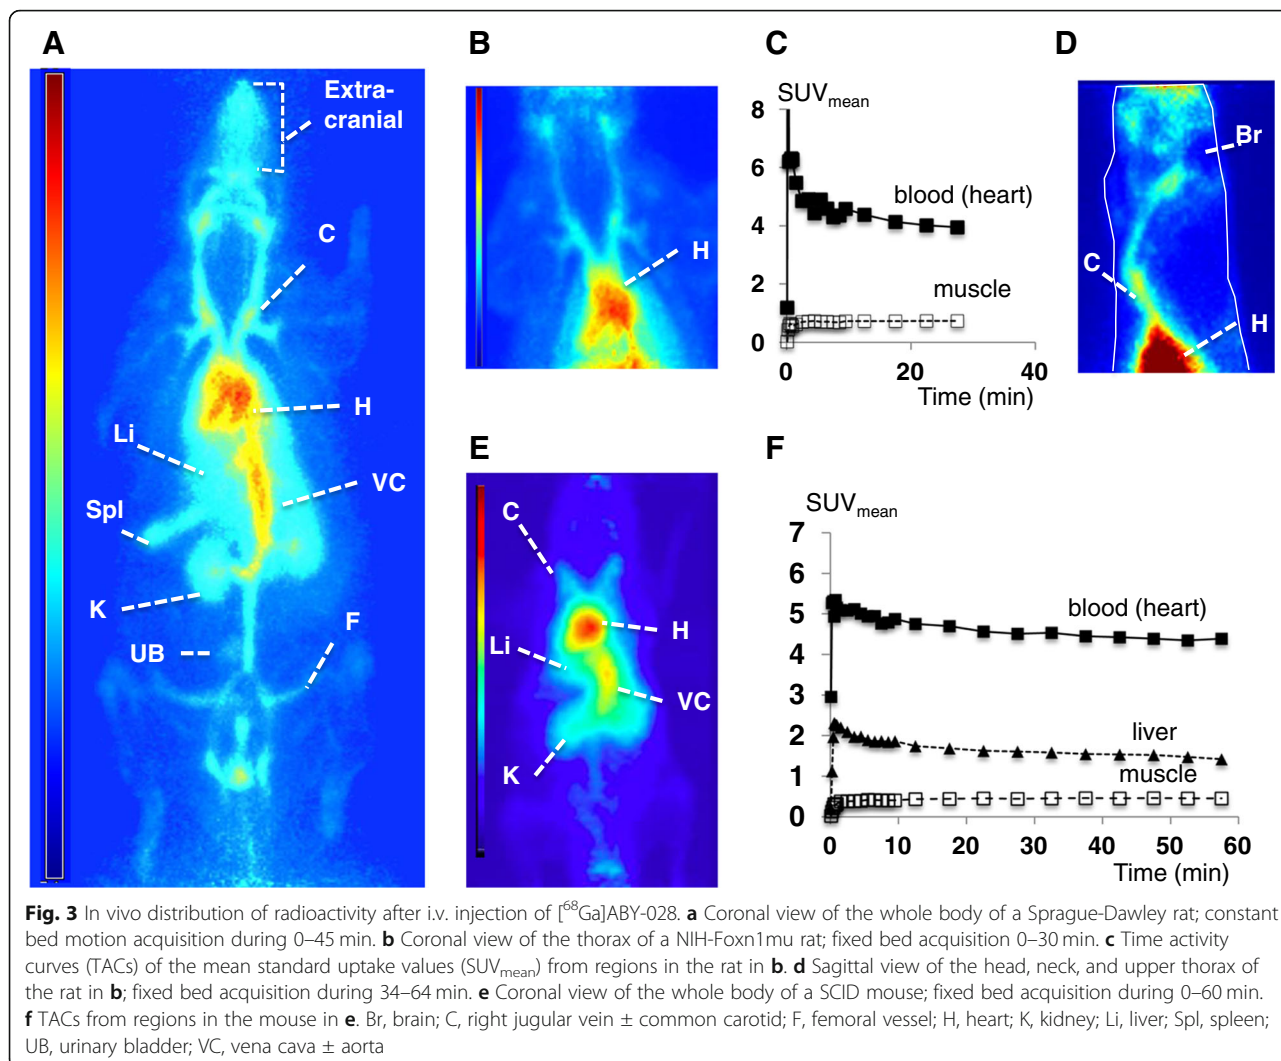 A
Extra-
cranial
C
H
Li
VC
Spl
K
F
UB
B
H
C
SUVmean
8
6
4
2
0
blood (heart)
muscle
0
20
40
Time (min)
D
Br
C
H
E
C
H
Li
VC
K
F
SUVmean
7
6
5
4
3
2
1
0
blood (heart)
liver
muscle
0
10
20
30
40
50
60
Time (min)
Fig. 3 In vivo distribution of radioactivity after i.v. injection of [⁶⁸Ga]ABY-028. a Coronal view of the whole body of a Sprague-Dawley rat; constant
bed motion acquisition during 0–45 min. b Coronal view of the thorax of a NIH-Foxn1mu rat; fixed bed acquisition 0–30 min. c Time activity
curves (TACs) of the mean standard uptake values (SUVmean) from regions in the rat in b. d Sagittal view of the head, neck, and upper thorax of
the rat in b; fixed bed acquisition during 34–64 min. e Coronal view of the whole body of a SCID mouse; fixed bed acquisition during 0–60 min.
f TACs from regions in the mouse in e. Br, brain; C, right jugular vein ± common carotid; F, femoral vessel; H, heart; K, kidney; Li, liver; Spl, spleen;
UB, urinary bladder; VC, vena cava ± aorta